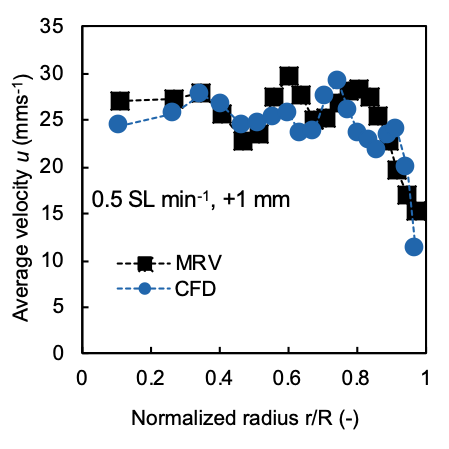 35
30
25
20
15
10
5
0
Average velocity u (mms⁻¹)
0.5 SL min⁻¹, +1 mm
MRV
CFD
0 0.2 0.4 0.6 0.8 1
Normalized radius r/R (-)